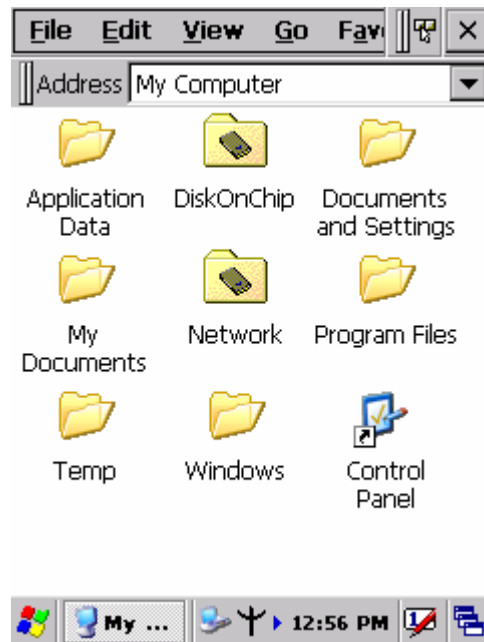 File Edit View Go Fav
Address My Computer
Application Data
DiskOnChip
Documents and Settings
My Documents
Network
Program Files
Temp
Windows
Control Panel
My ...
12:56 PM
1